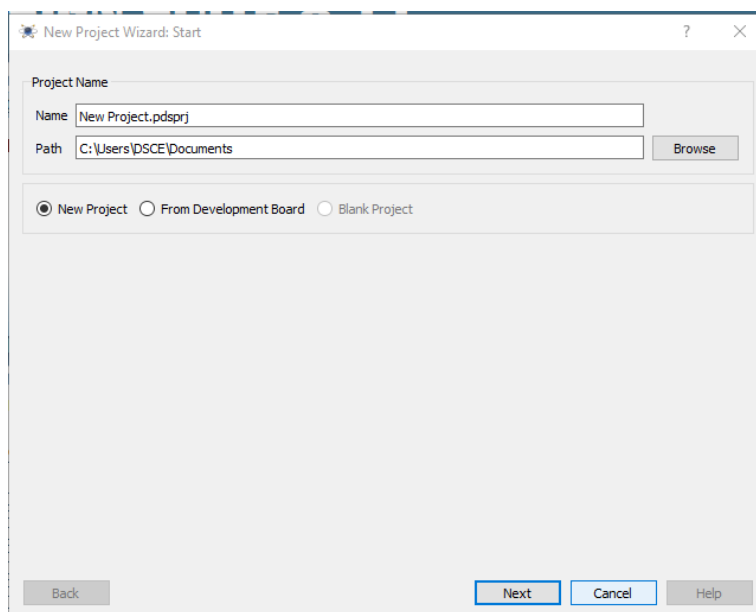 New Project Wizard: Start ? ×
Project Name
Name New Project.pdsprj
Path C:\Users\DSCE\Documents Browse
New Project From Development Board Blank Project
Back Next Cancel Help